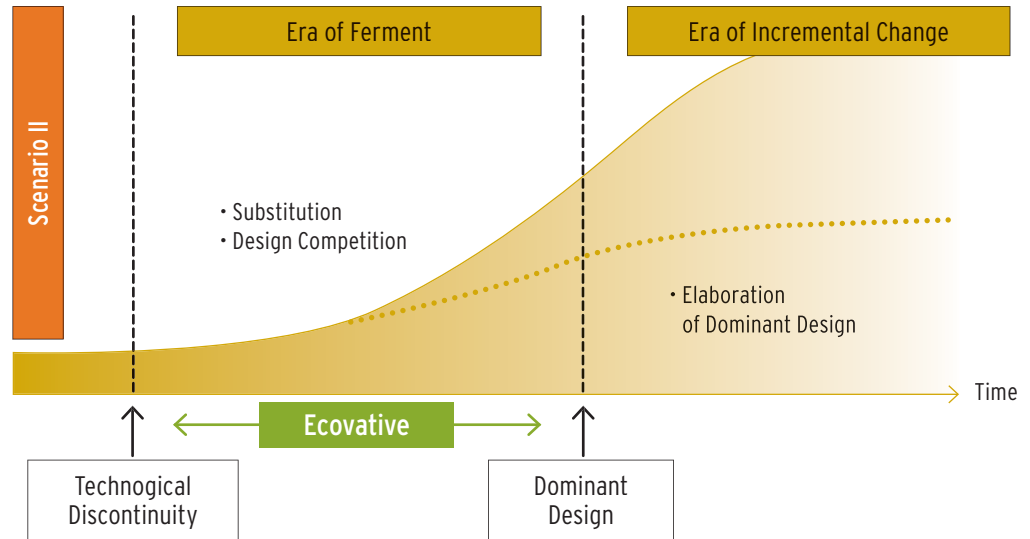 Scenario II
Era of Ferment
Era of Incremental Change
• Substitution
• Design Competition
• Elaboration
of Dominant Design
Time
Ecovative
Technogical
Discontinuity
Dominant
Design